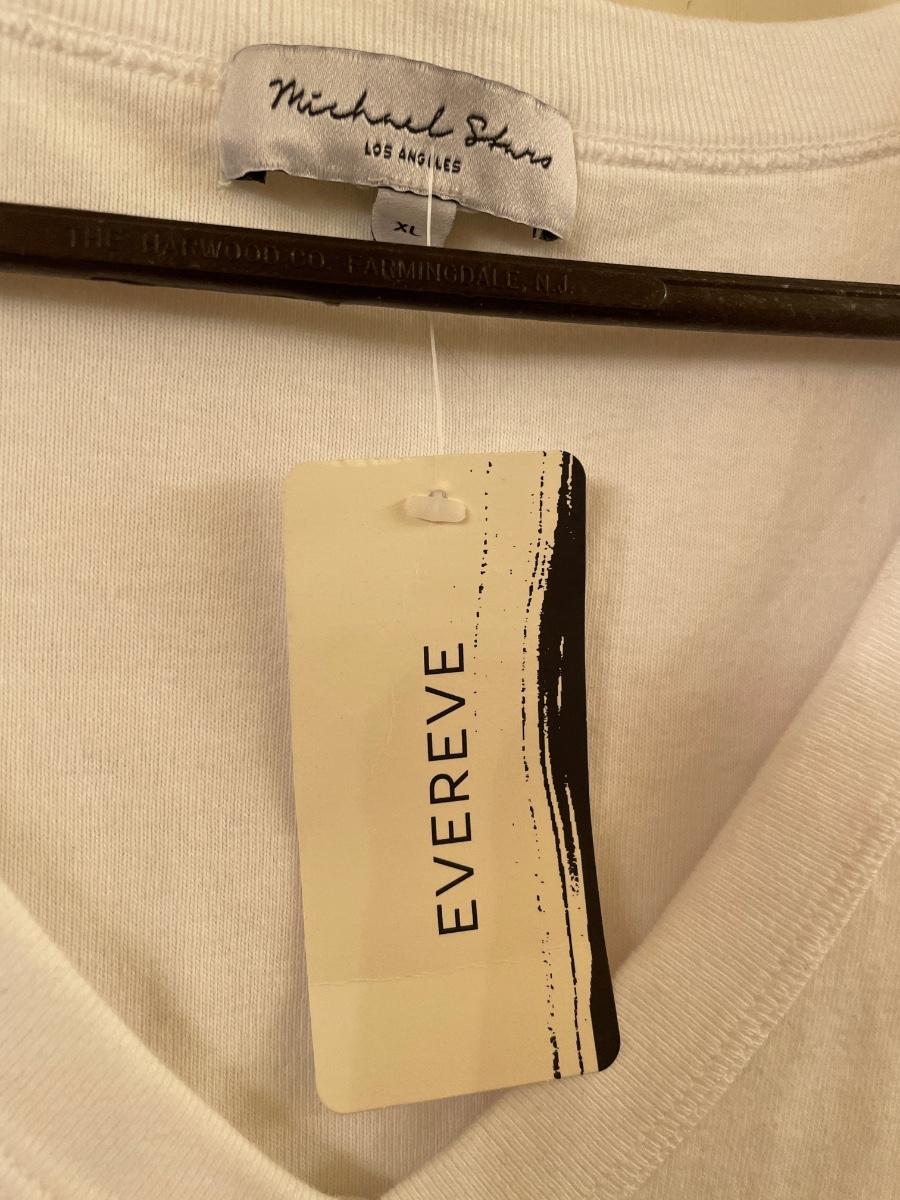 Michael Stars
LOS ANGELES
XL
THE HARWOOD CO. FARMINGDALE, N.J.
EVEREVE